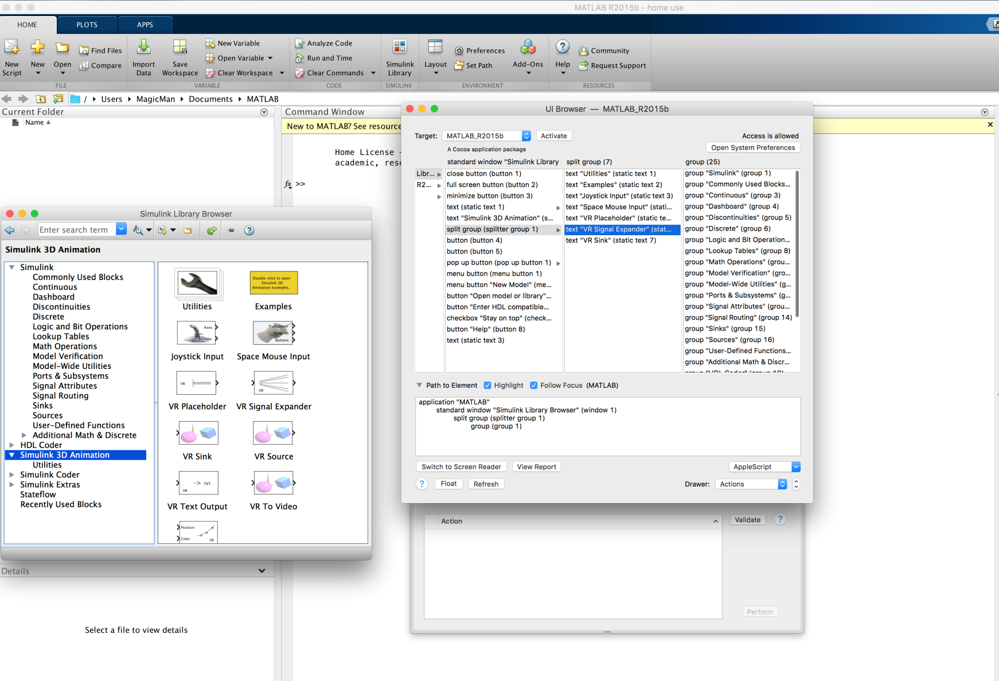 MATLAB R2015b - home use
HOME
PLOTS
APPS
New Script
New
Open
Find Files
Compare
FILE
Import Data
Save Workspace
New Variable
Open Variable
Clear Workspace
VARIABLE
Analyze Code
Run and Time
Clear Commands
CODE
Simulink Library
SIMULINK
Layout
Preferences
Set Path
Add-Ons
ENVIRONMENT
Help
Community
Request Support
RESOURCES
/ Users MagicMan Documents MATLAB
Current Folder
Name
Command Window
New to MATLAB? See resource
Home License -
academic, rese
fx >>
Simulink Library Browser
Enter search term
Simulink 3D Animation
Simulink
Commonly Used Blocks
Continuous
Dashboard
Discontinuities
Discrete
Logic and Bit Operations
Lookup Tables
Math Operations
Model Verification
Model-Wide Utilities
Ports & Subsystems
Signal Attributes
Signal Routing
Sinks
Sources
User-Defined Functions
Additional Math & Discrete
HDL Coder
Simulink 3D Animation
Utilities
Simulink Coder
Simulink Extras
Stateflow
Recently Used Blocks
Utilities
Double-click to open
Simulink 3D
Animation examples.
Examples
Axes
Buttons
Joystick Input
Translation
Rotation
Buttons
Space Mouse Input
VR
VR Placeholder
VR
VR Signal Expander
VR Sink
VR Source
TXT
VR
VR Text Output
VR To Video
Position
Color
VR
Details
Select a file to view details
UI Browser — MATLAB_R2015b
Target: MATLAB_R2015b
Activate
Access is allowed
A Cocoa application package
Open System Preferences
standard window "Simulink Library
split group (7)
group (25)
Libr...
R2...
close button (button 1)
full screen button (button 2)
minimize button (button 3)
text (static text 1)
text "Simulink 3D Animation" (s...
split group (splitter group 1)
button (button 4)
button (button 5)
pop up button (pop up button 1)
menu button (menu button 1)
menu button "New Model" (me...
button "Open model or library"...
button "Enter HDL compatible...
checkbox "Stay on top" (check...
button "Help" (button 8)
text (static text 3)
text "Utilities" (static text 1)
text "Examples" (static text 2)
text "Joystick Input" (static text 3)
text "Space Mouse Input" (stati...
text "VR Placeholder" (static te...
text "VR Signal Expander" (stat...
text "VR Sink" (static text 7)
group "Simulink" (group 1)
group "Commonly Used Blocks...
group "Continuous" (group 3)
group "Dashboard" (group 4)
group "Discontinuities" (group 5)
group "Discrete" (group 6)
group "Logic and Bit Operation...
group "Lookup Tables" (group 8)
group "Math Operations" (grou...
group "Model Verification" (gro...
group "Model-Wide Utilities" (g...
group "Ports & Subsystems" (g...
group "Signal Attributes" (grou...
group "Signal Routing" (group 14)
group "Sinks" (group 15)
group "Sources" (group 16)
group "User-Defined Functions...
group "Additional Math & Discr...
group "HDL Coder" (group 19)
Path to Element
Highlight
Follow Focus (MATLAB)
application "MATLAB"
standard window "Simulink Library Browser" (window 1)
split group (splitter group 1)
group (group 1)
Switch to Screen Reader
View Report
AppleScript
?
Float
Refresh
Drawer: Actions
Action
Validate
?
Perform